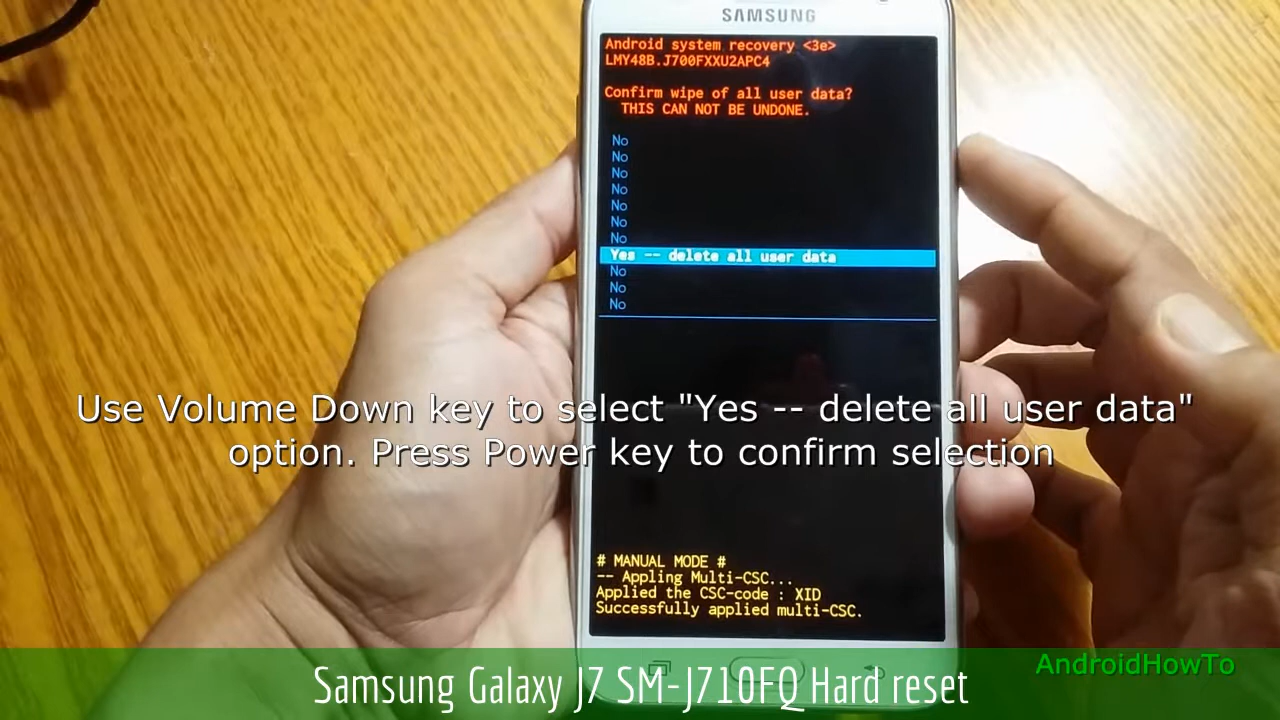 SAMSUNG
Android system recovery <3e>
LMY48B.J700FXXU2APC4
Confirm wipe of all user data?
THIS CAN NOT BE UNDONE.
No
No
No
No
No
No
No
Yes -- delete all user data
No
No
No
Use Volume Down key to select "Yes -- delete all user data"
option. Press Power key to confirm selection
# MANUAL MODE #
-- Appling Multi-CSC...
Applied the CSC-code : XID
Successfully applied multi-CSC.
AndroidHowTo
Samsung Galaxy J7 SM-J710FQ Hard reset